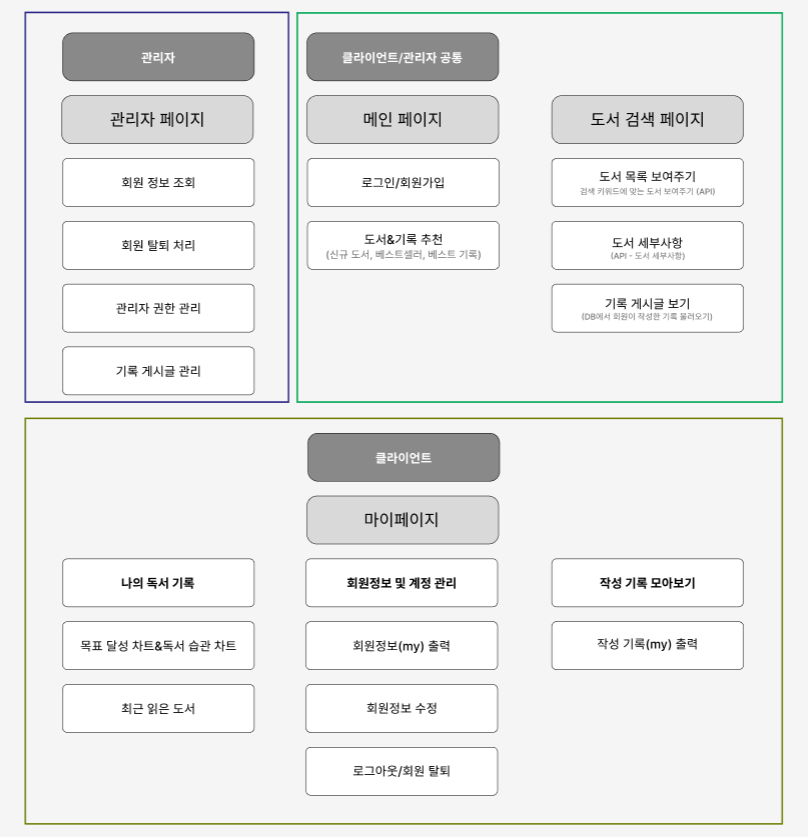 관리자
관리자 페이지
회원 정보 조회
회원 탈퇴 처리
관리자 권한 관리
기록 게시글 관리
클라이언트/관리자 공통
메인 페이지
로그인/회원가입
도서&기록 추천
(신규 도서, 베스트셀러, 베스트 기록)
도서 검색 페이지
도서 목록 보여주기
검색 키워드에 맞는 도서 보여주기 (API)
도서 세부사항
(API - 도서 세부사항)
기록 게시글 보기
(DB에서 회원이 작성한 기록 불러오기)
클라이언트
마이페이지
나의 독서 기록
목표 달성 차트&독서 습관 차트
최근 읽은 도서
회원정보 및 계정 관리
회원정보(my) 출력
회원정보 수정
로그아웃/회원 탈퇴
작성 기록 모아보기
작성 기록(my) 출력